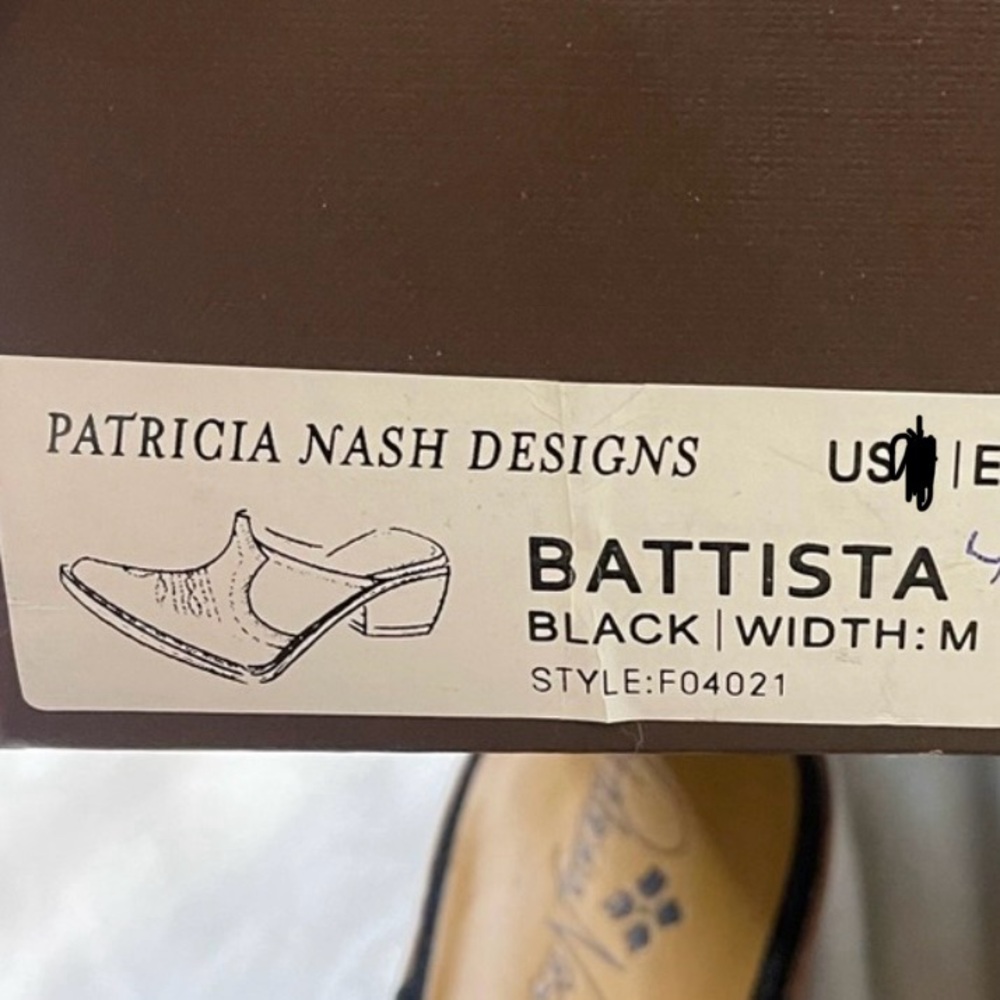 PATRICIA NASH DESIGNS
US | E
BATTISTA
BLACK | WIDTH: M
STYLE:F04021